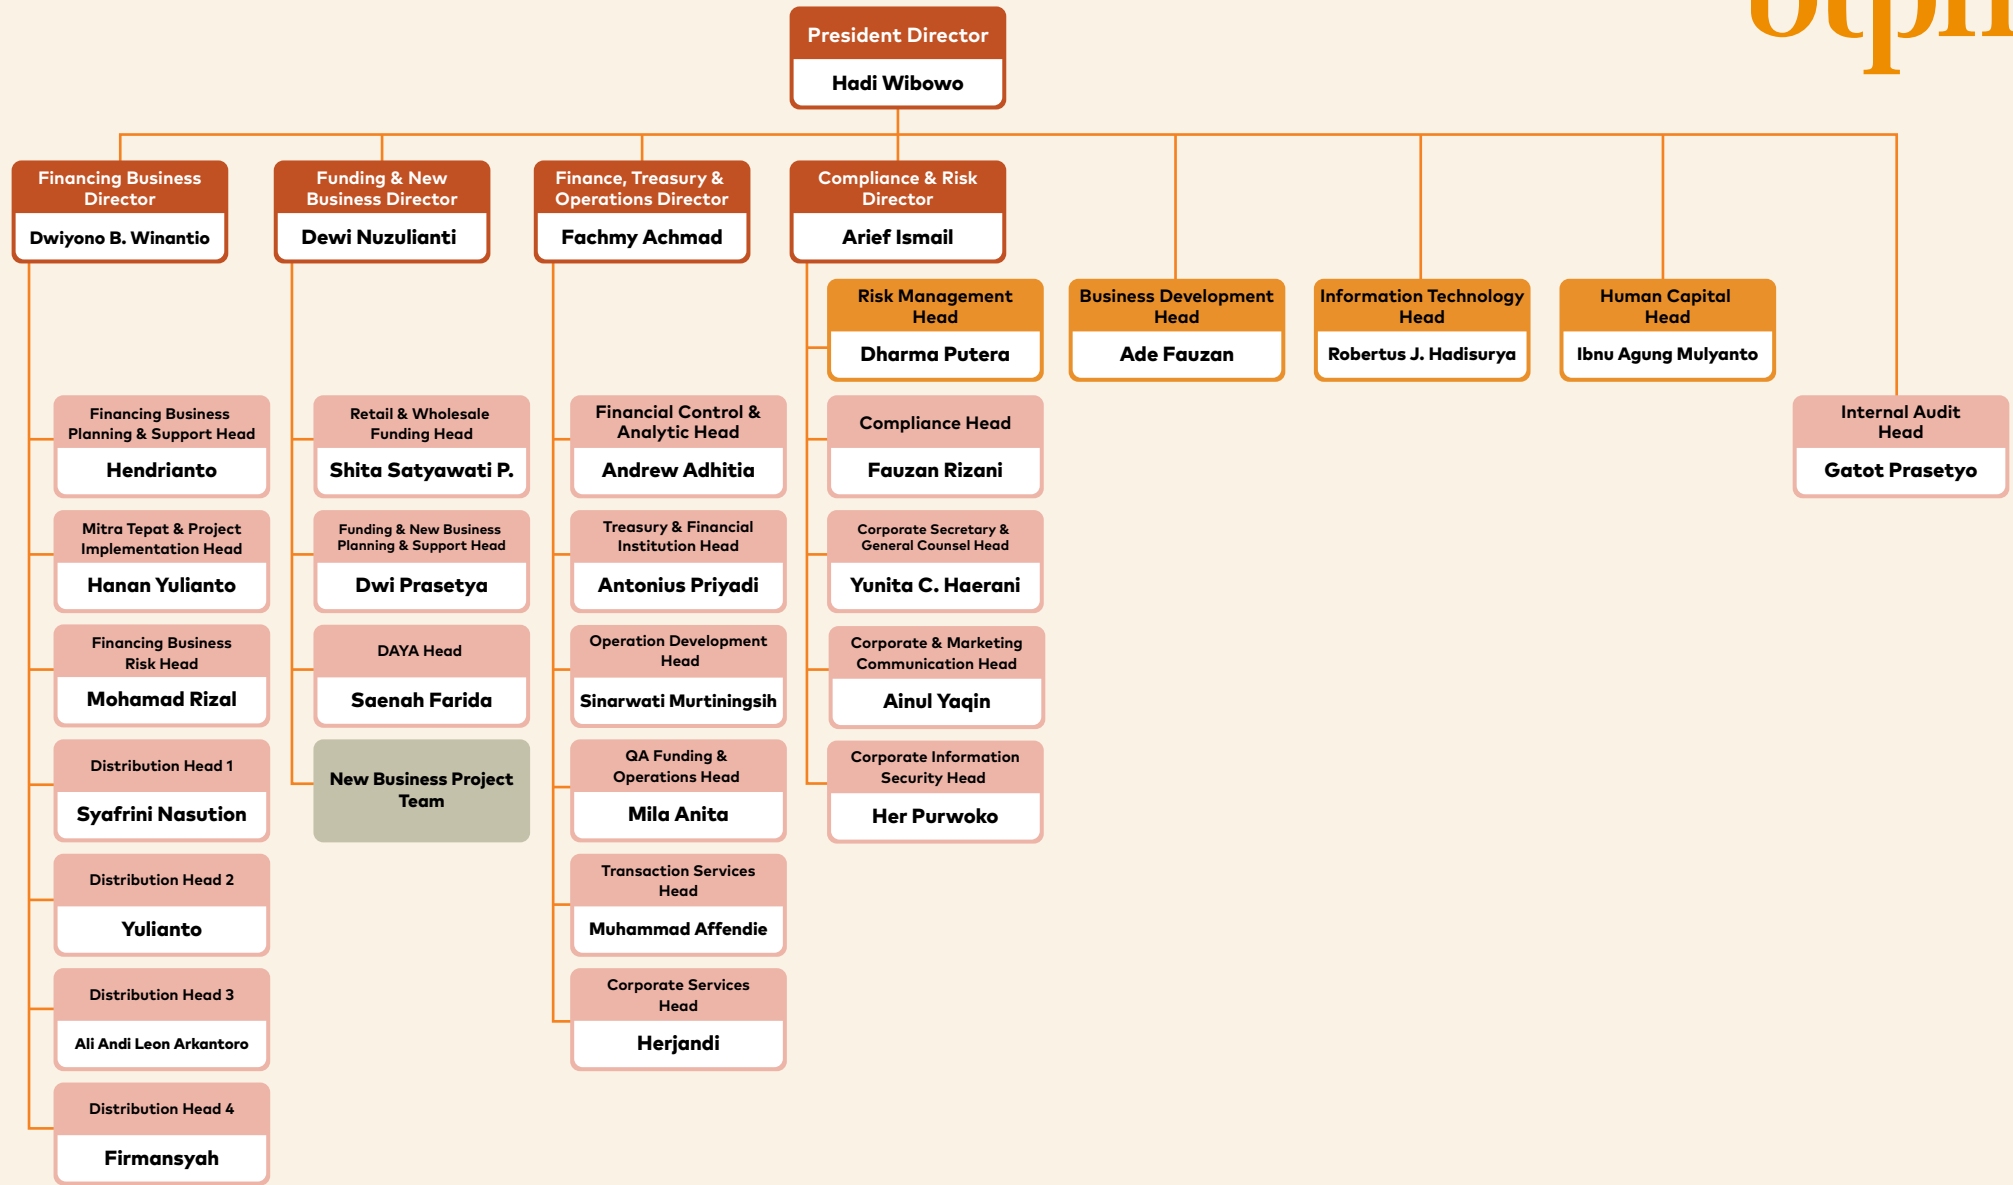 President Director
Hadi Wibowo
Financing Business
Director
Dwiyono B. Winantio
Funding & New
Business Director
Dewi Nuzulianti
Finance, Treasury &
Operations Director
Fachmy Achmad
Compliance & Risk
Director
Arief Ismail
Risk Management
Head
Dharma Putera
Business Development
Head
Ade Fauzan
Information Technology
Head
Robertus J. Hadisurya
Human Capital
Head
Ibnu Agung Mulyanto
Internal Audit
Head
Gatot Prasetyo
Financing Business
Planning & Support Head
Hendrianto
Mitra Tepat & Project
Implementation Head
Hanan Yulianto
Financing Business
Risk Head
Mohamad Rizal
Distribution Head 1
Syafrini Nasution
Distribution Head 2
Yulianto
Distribution Head 3
Ali Andi Leon Arkantoro
Distribution Head 4
Firmansyah
Retail & Wholesale
Funding Head
Shita Satyawati P.
Funding & New Business
Planning & Support Head
Dwi Prasetya
DAYA Head
Saenah Farida
New Business Project
Team
Financial Control &
Analytic Head
Andrew Adhitia
Treasury & Financial
Institution Head
Antonius Priyadi
Operation Development
Head
Sinarwati Murtiningsih
QA Funding &
Operations Head
Mila Anita
Transaction Services
Head
Muhammad Affendie
Corporate Services
Head
Herjandi
Compliance Head
Fauzan Rizani
Corporate Secretary &
General Counsel Head
Yunita C. Haerani
Corporate & Marketing
Communication Head
Ainul Yaqin
Corporate Information
Security Head
Her Purwoko